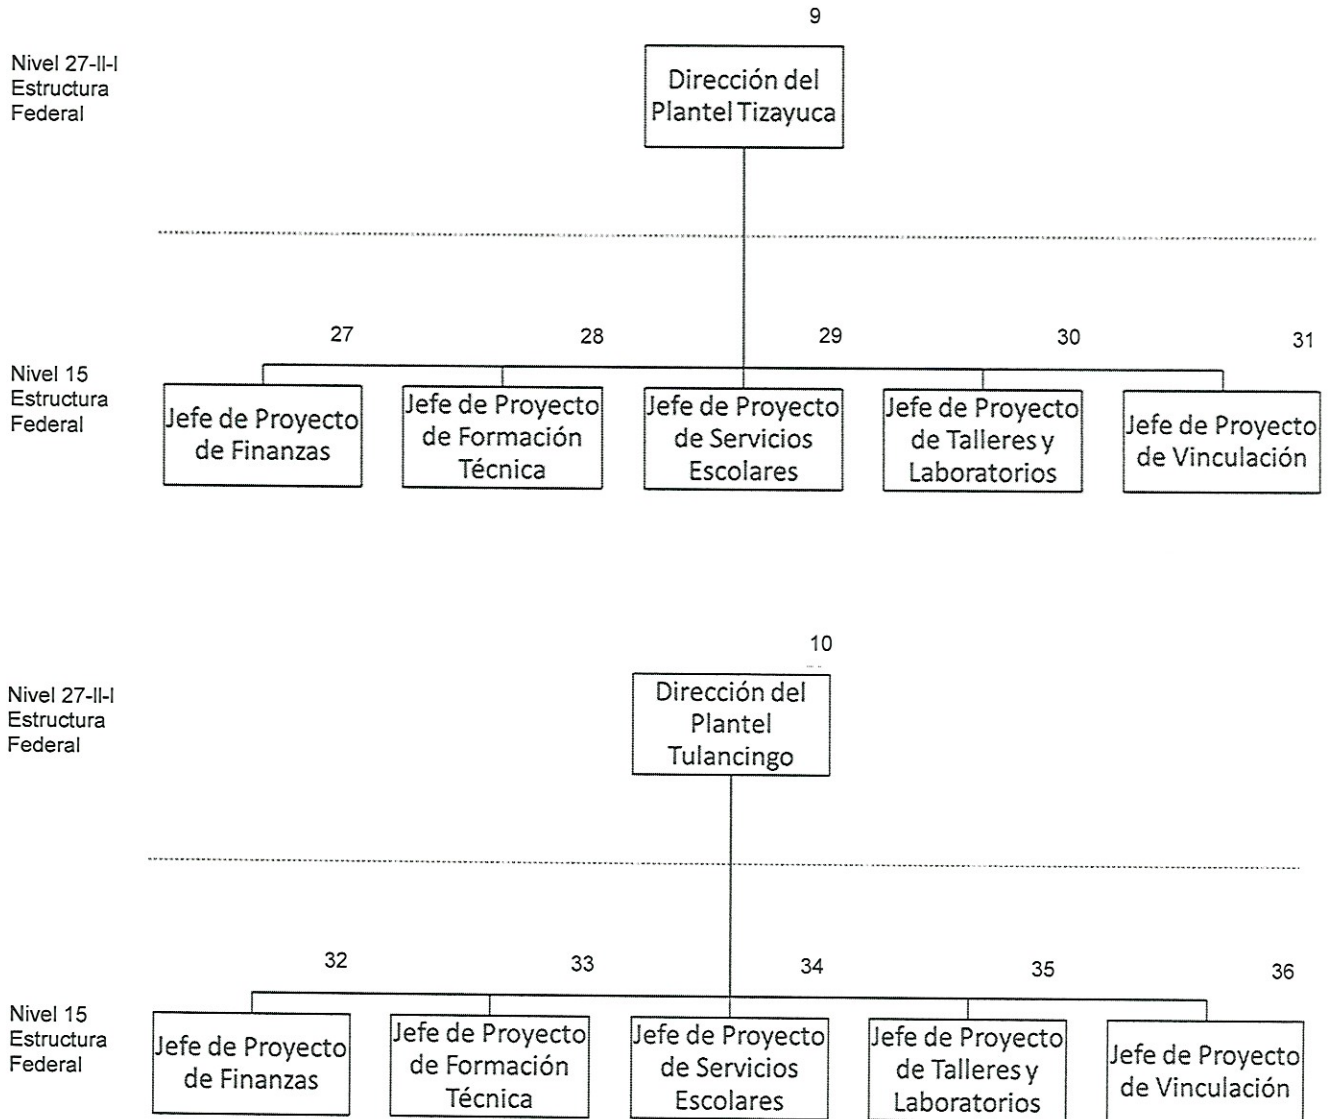 9
Nivel 27-II-I
Estructura
Federal
Dirección del
Plantel Tizayuca
27
28
29
30
31
Nivel 15
Estructura
Federal
Jefe de Proyecto
de Finanzas
Jefe de Proyecto
de Formación
Técnica
Jefe de Proyecto
de Servicios
Escolares
Jefe de Proyecto
de Talleres y
Laboratorios
Jefe de Proyecto
de Vinculación
10
Nivel 27-II-I
Estructura
Federal
Dirección del
Plantel
Tulancingo
32
33
34
35
36
Nivel 15
Estructura
Federal
Jefe de Proyecto
de Finanzas
Jefe de Proyecto
de Formación
Técnica
Jefe de Proyecto
de Servicios
Escolares
Jefe de Proyecto
de Talleres y
Laboratorios
Jefe de Proyecto
de Vinculación